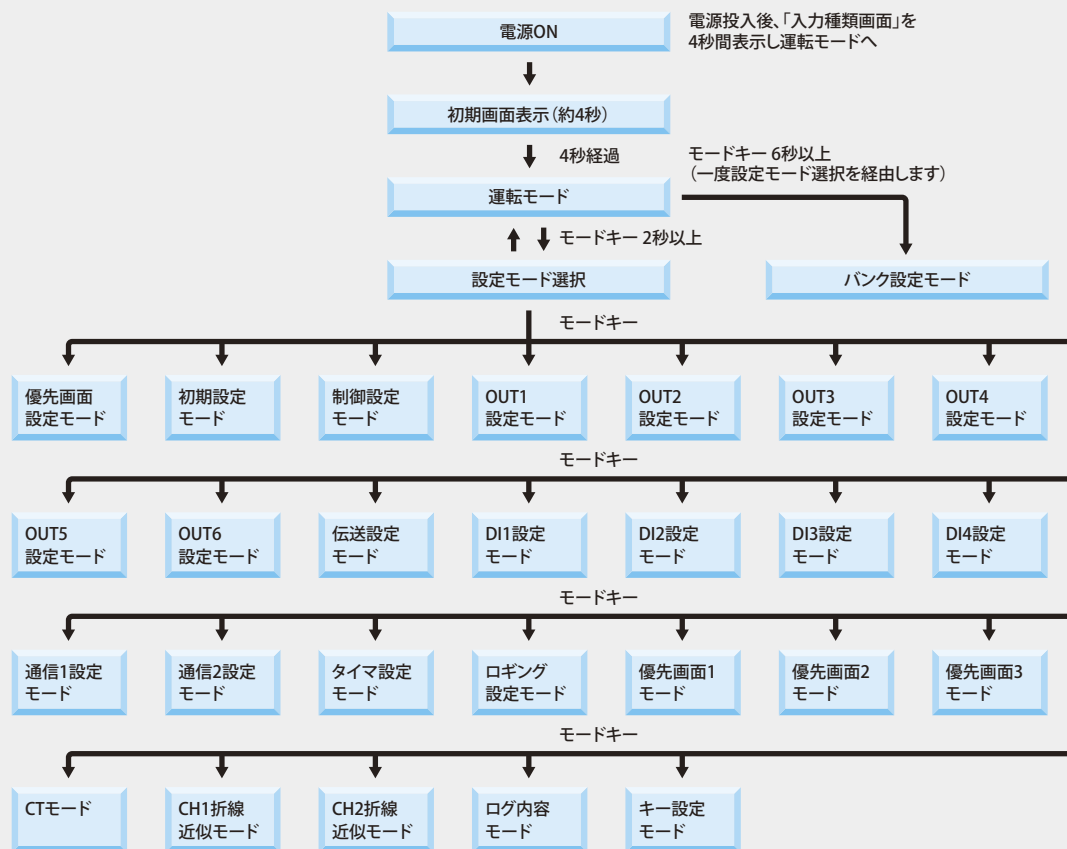 電源ON
電源投入後、「入力種類画面」を
4秒間表示し運転モードへ
初期画面表示（約4秒）
4秒経過
モードキー 6秒以上
（一度設定モード選択を経由します）
運転モード
モードキー 2秒以上
設定モード選択
バンク設定モード
モードキー
優先画面
設定モード
初期設定
モード
制御設定
モード
OUT1
設定モード
OUT2
設定モード
OUT3
設定モード
OUT4
設定モード
モードキー
OUT5
設定モード
OUT6
設定モード
伝送設定
モード
DI1設定
モード
DI2設定
モード
DI3設定
モード
DI4設定
モード
モードキー
通信1設定
モード
通信2設定
モード
タイマ設定
モード
ロギング
設定モード
優先画面1
モード
優先画面2
モード
優先画面3
モード
モードキー
CTモード
CH1折線
近似モード
CH2折線
近似モード
ログ内容
モード
キー設定
モード